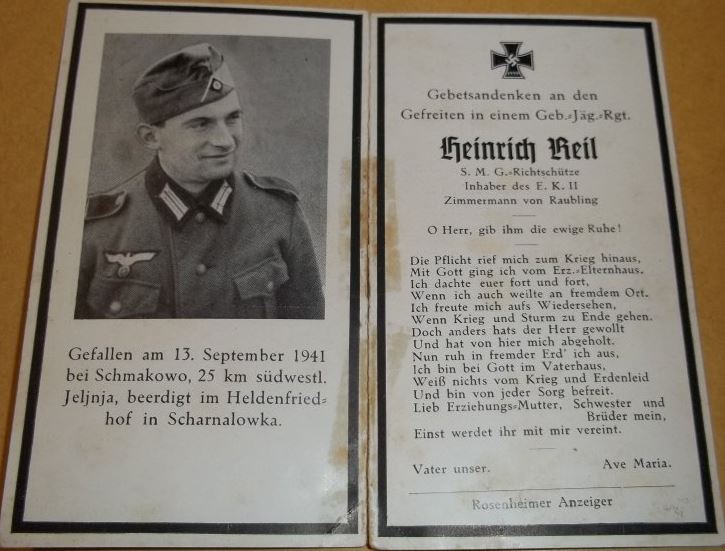 Gefallen am 13. September 1941
bei Schmakowo, 25 km südwestl.
Jeljnja, beerdigt im Heldenfried=
hof in Scharnalowka.
Gebetsandenken an den
Gefreiten in einem Geb.=Jäg.=Rgt.
Heinrich Reil
S. M. G.=Richtschütze
Inhaber des E. K. II
Zimmermann von Raubling
O Herr, gib ihm die ewige Ruhe!
Die Pflicht rief mich zum Krieg hinaus,
Mit Gott ging ich vom Erz.=Elternhaus.
Ich dachte euer fort und fort,
Wenn ich auch weilte an fremdem Ort.
Ich freute mich aufs Wiedersehen,
Wenn Krieg und Sturm zu Ende gehen.
Doch anders hats der Herr gewollt
Und hat von hier mich abgeholt.
Nun ruh in fremder Erd' ich aus,
Ich bin bei Gott im Vaterhaus,
Weiß nichts vom Krieg und Erdenleid
Und bin von jeder Sorg befreit.
Lieb Erziehungs=Mutter, Schwester und
Brüder mein,
Einst werdet ihr mit mir vereint.
Vater unser. Ave Maria.
Rosenheimer Anzeiger